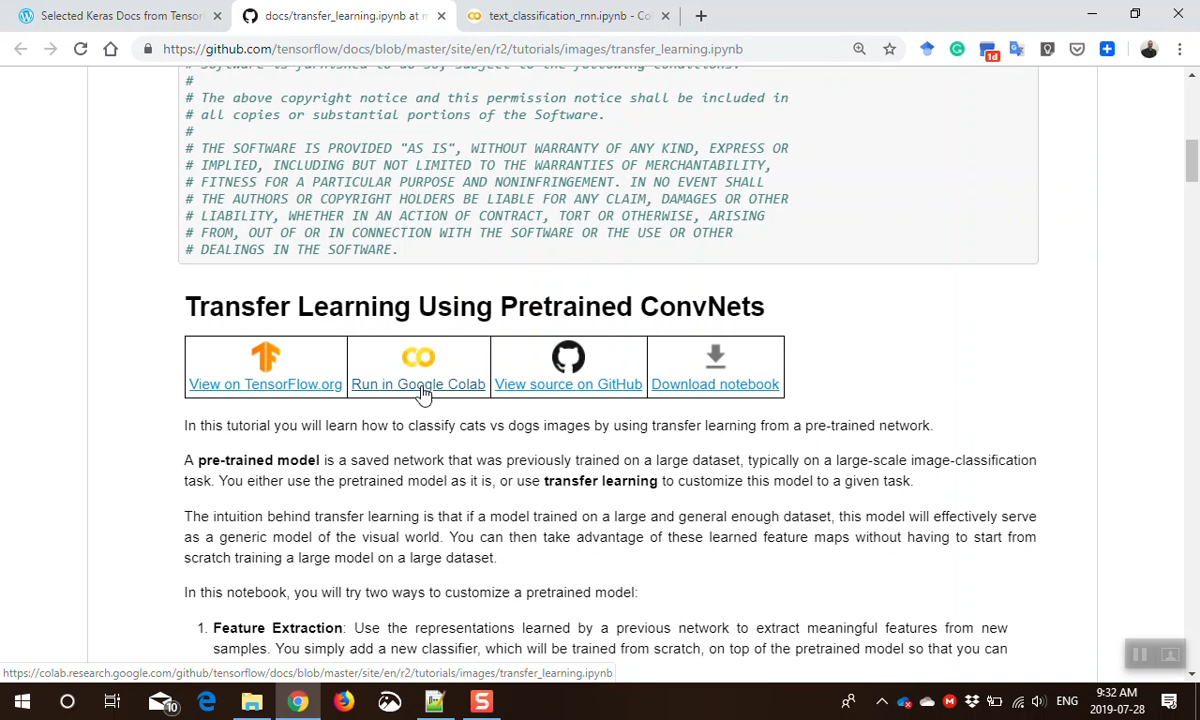 Selected Keras Docs from Tensor
docs/transfer_learning.ipynb at m
text_classification_rnn.ipynb - Co
https://github.com/tensorflow/docs/blob/master/site/en/r2/tutorials/images/transfer_learning.ipynb
1d
# Software is furnished to do so, subject to the following conditions:
#
# The above copyright notice and this permission notice shall be included in
# all copies or substantial portions of the Software.
#
# THE SOFTWARE IS PROVIDED "AS IS", WITHOUT WARRANTY OF ANY KIND, EXPRESS OR
# IMPLIED, INCLUDING BUT NOT LIMITED TO THE WARRANTIES OF MERCHANTABILITY,
# FITNESS FOR A PARTICULAR PURPOSE AND NONINFRINGEMENT. IN NO EVENT SHALL
# THE AUTHORS OR COPYRIGHT HOLDERS BE LIABLE FOR ANY CLAIM, DAMAGES OR OTHER
# LIABILITY, WHETHER IN AN ACTION OF CONTRACT, TORT OR OTHERWISE, ARISING
# FROM, OUT OF OR IN CONNECTION WITH THE SOFTWARE OR THE USE OR OTHER
# DEALINGS IN THE SOFTWARE.
Transfer Learning Using Pretrained ConvNets
View on TensorFlow.org Run in Google Colab View source on GitHub Download notebook
In this tutorial you will learn how to classify cats vs dogs images by using transfer learning from a pre-trained network.
A pre-trained model is a saved network that was previously trained on a large dataset, typically on a large-scale image-classification
task. You either use the pretrained model as it is, or use transfer learning to customize this model to a given task.
The intuition behind transfer learning is that if a model trained on a large and general enough dataset, this model will effectively serve
as a generic model of the visual world. You can then take advantage of these learned feature maps without having to start from
scratch training a large model on a large dataset.
In this notebook, you will try two ways to customize a pretrained model:
1. Feature Extraction: Use the representations learned by a previous network to extract meaningful features from new
samples. You simply add a new classifier, which will be trained from scratch, on top of the pretrained model so that you can
https://colab.research.google.com/github/tensorflow/docs/blob/master/site/en/r2/tutorials/images/transfer_learning.ipynb
10
ENG
9:32 AM
2019-07-28